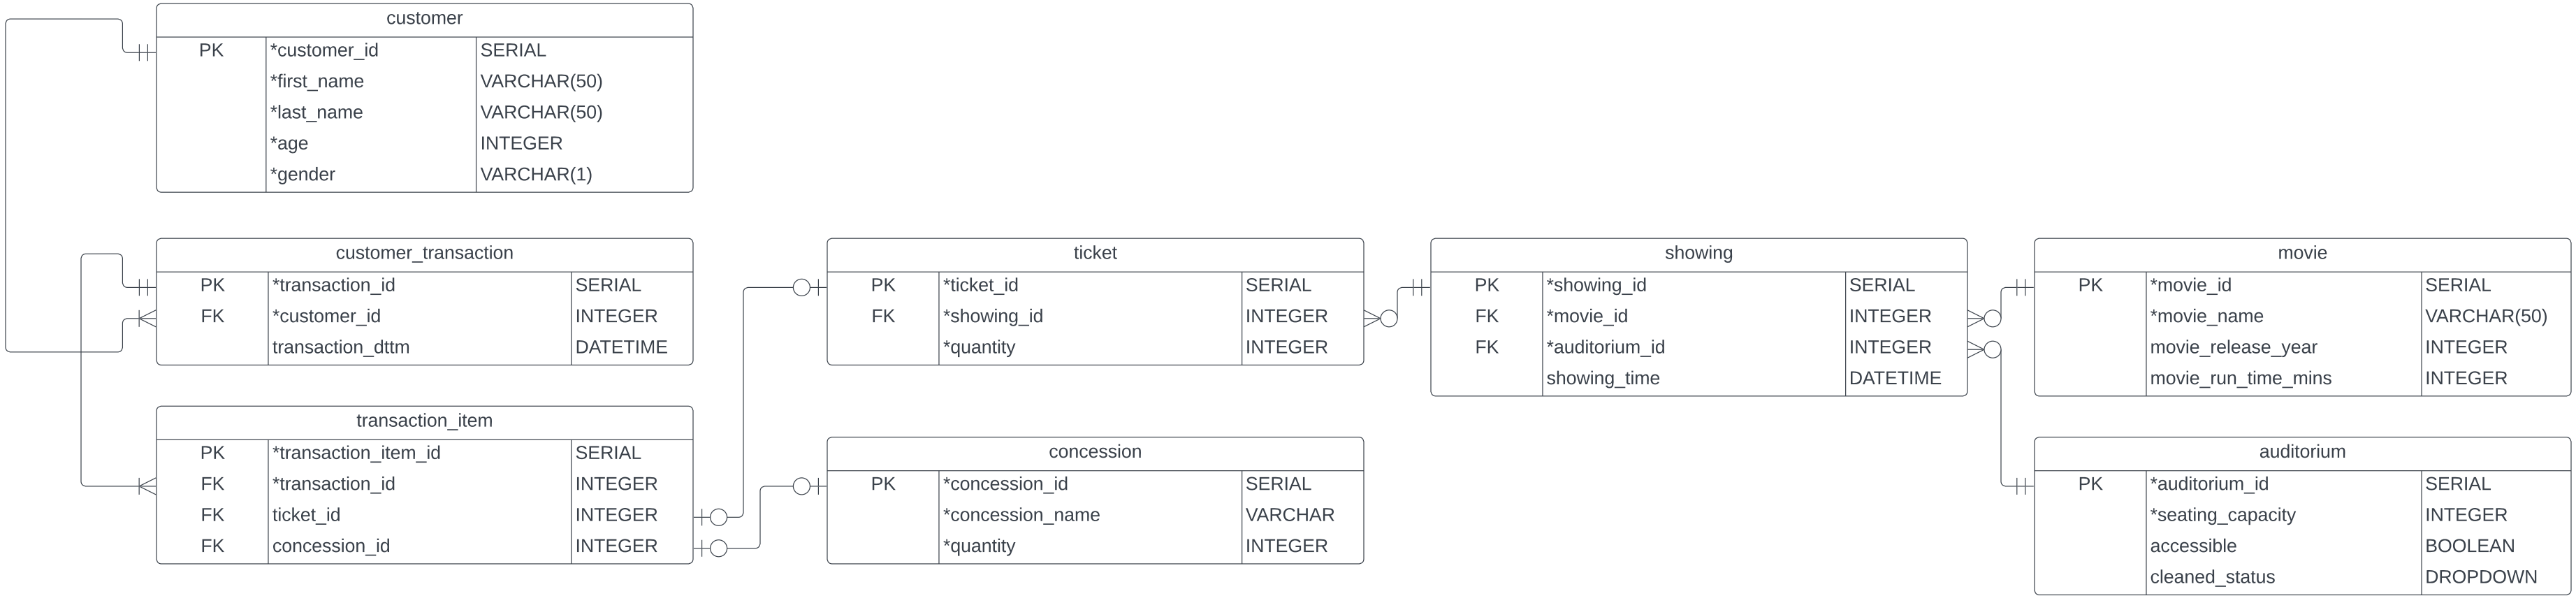 customer
PK *customer_id SERIAL
*first_name VARCHAR(50)
*last_name VARCHAR(50)
*age INTEGER
*gender VARCHAR(1)
customer_transaction
PK *transaction_id SERIAL
FK *customer_id INTEGER
transaction_dttm DATETIME
transaction_item
PK *transaction_item_id SERIAL
FK *transaction_id INTEGER
FK ticket_id INTEGER
FK concession_id INTEGER
ticket
PK *ticket_id SERIAL
FK *showing_id INTEGER
*quantity INTEGER
concession
PK *concession_id SERIAL
*concession_name VARCHAR
*quantity INTEGER
showing
PK *showing_id SERIAL
FK *movie_id INTEGER
FK *auditorium_id INTEGER
showing_time DATETIME
movie
PK *movie_id SERIAL
*movie_name VARCHAR(50)
movie_release_year INTEGER
movie_run_time_mins INTEGER
auditorium
PK *auditorium_id SERIAL
*seating_capacity INTEGER
accessible BOOLEAN
cleaned_status DROPDOWN